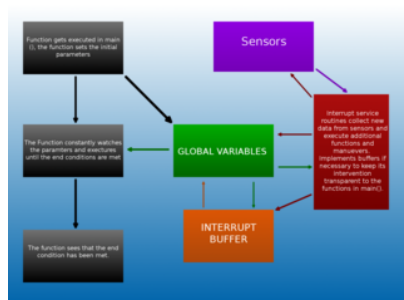 Function gets executed in main
(), the function sets the initial
parameters
Sensors
Interrupt service
routines collect new
data from sensors and
execute additional
functions and
manuevers.
implements buffers if
necessary to keep its
intervention
transparent to the
functions in main().
The Function constantly watches
the paramters and exectures
until the end conditions are met
GLOBAL VARIABLES
INTERRUPT
BUFFER
The function sees that the end
condition has been met.